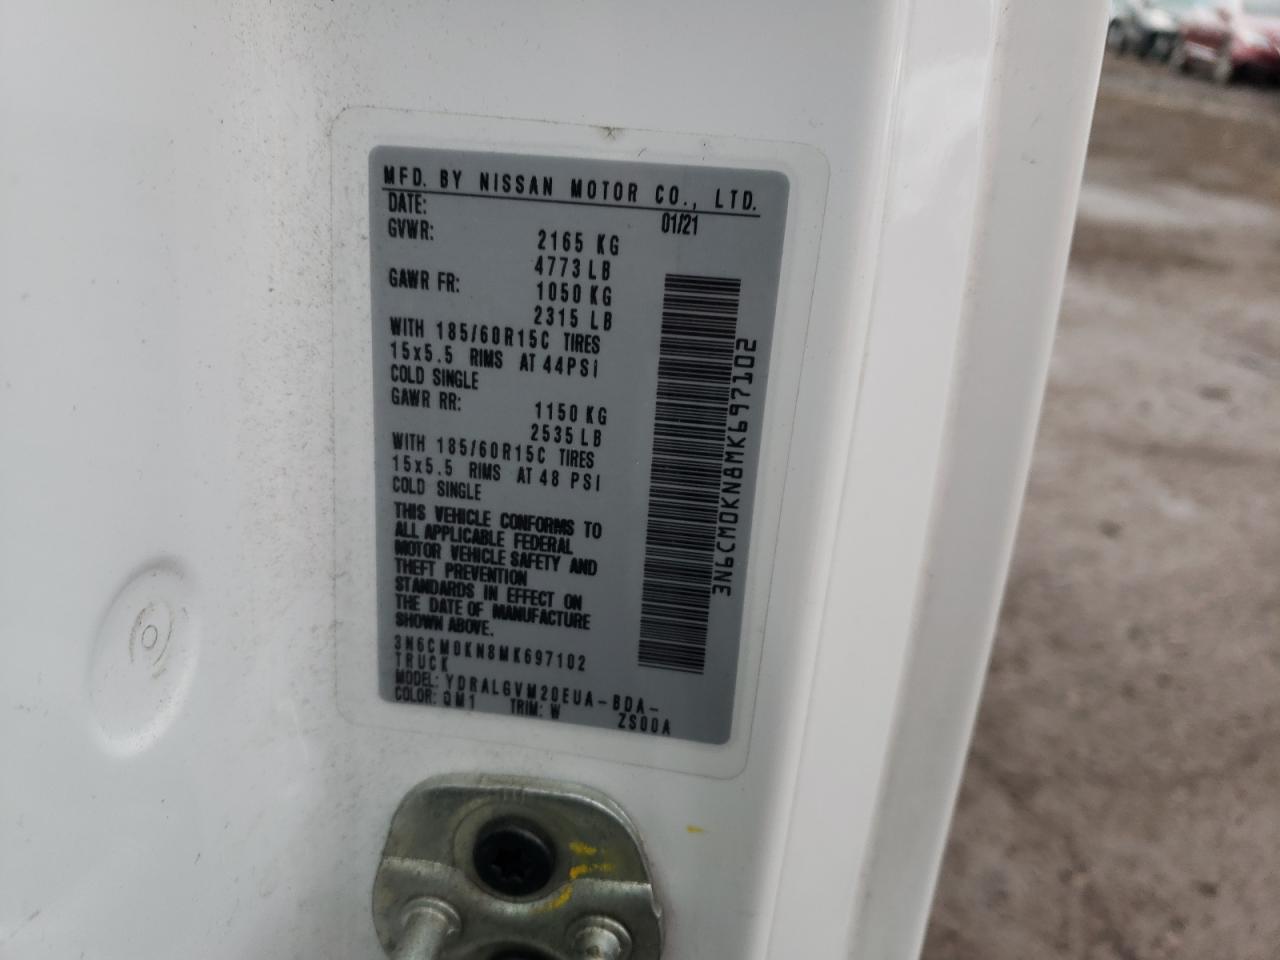 MFD. BY NISSAN MOTOR CO., LTD.
DATE: 01/21
GVWR: 2165 KG
4773 LB
GAWR FR: 1050 KG
2315 LB
WITH 185/60R15C TIRES
15x5.5 RIMS AT 44PSI
COLD SINGLE
GAWR RR: 1150 KG
2535 LB
WITH 185/60R15C TIRES
15x5.5 RIMS AT 48 PSI
COLD SINGLE
THIS VEHICLE CONFORMS TO
ALL APPLICABLE FEDERAL
MOTOR VEHICLE SAFETY AND
THEFT PREVENTION
STANDARDS IN EFFECT ON
THE DATE OF MANUFACTURE
SHOWN ABOVE.
3N6CM0KN8MK697102
TRUCK
MODEL: YDRALGVM20EUA-BDA-
COLOR: QM1 TRIM: W ZS00A
3N6CM0KN8MK697102